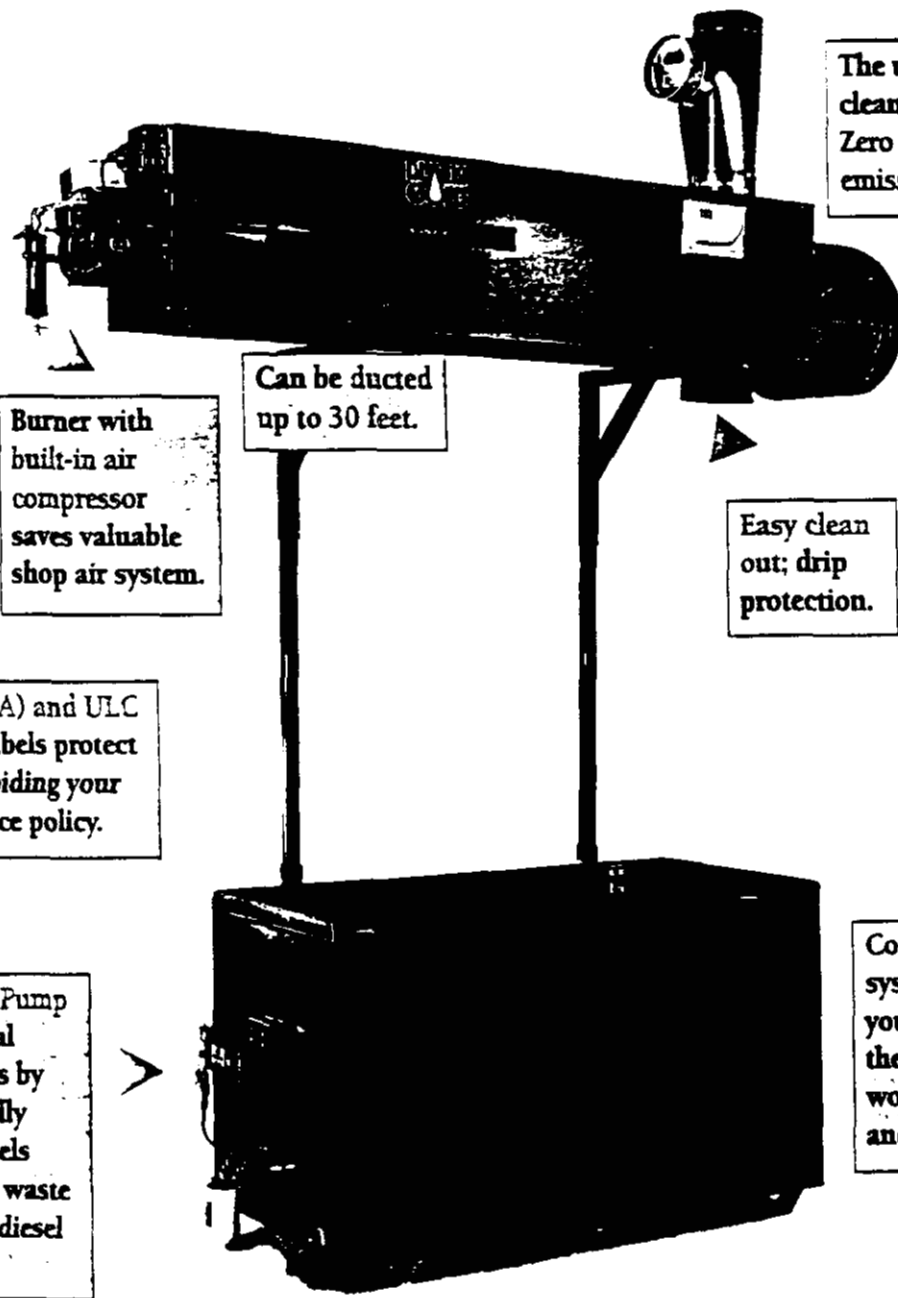 The
clean
Zero
emiss
Can be ducted
up to 30 feet.
Burner with
built-in air
compressor
saves valuable
shop air system.
Easy clean
out; drip
protection.
A) and ULC
bels protect
iding your
ce policy.
Pump
al
s by
lly
els
waste
diesel
Co
sys
you
the
wo
and